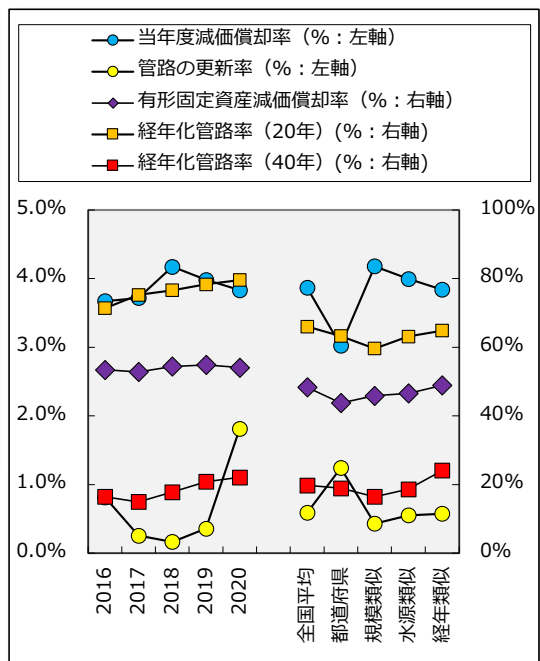 当年度減価償却率（%：左軸）
管路の更新率（%：左軸）
有形固定資産減価償却率（%：右軸）
経年化管路率（20年）(%：右軸)
経年化管路率（40年）(%：右軸)
5.0% 100%
4.0% 80%
3.0% 60%
2.0% 40%
1.0% 20%
0.0% 0%
2016
2017
2018
2019
2020
全国平均
都道府県
規模類似
水源類似
経年類似